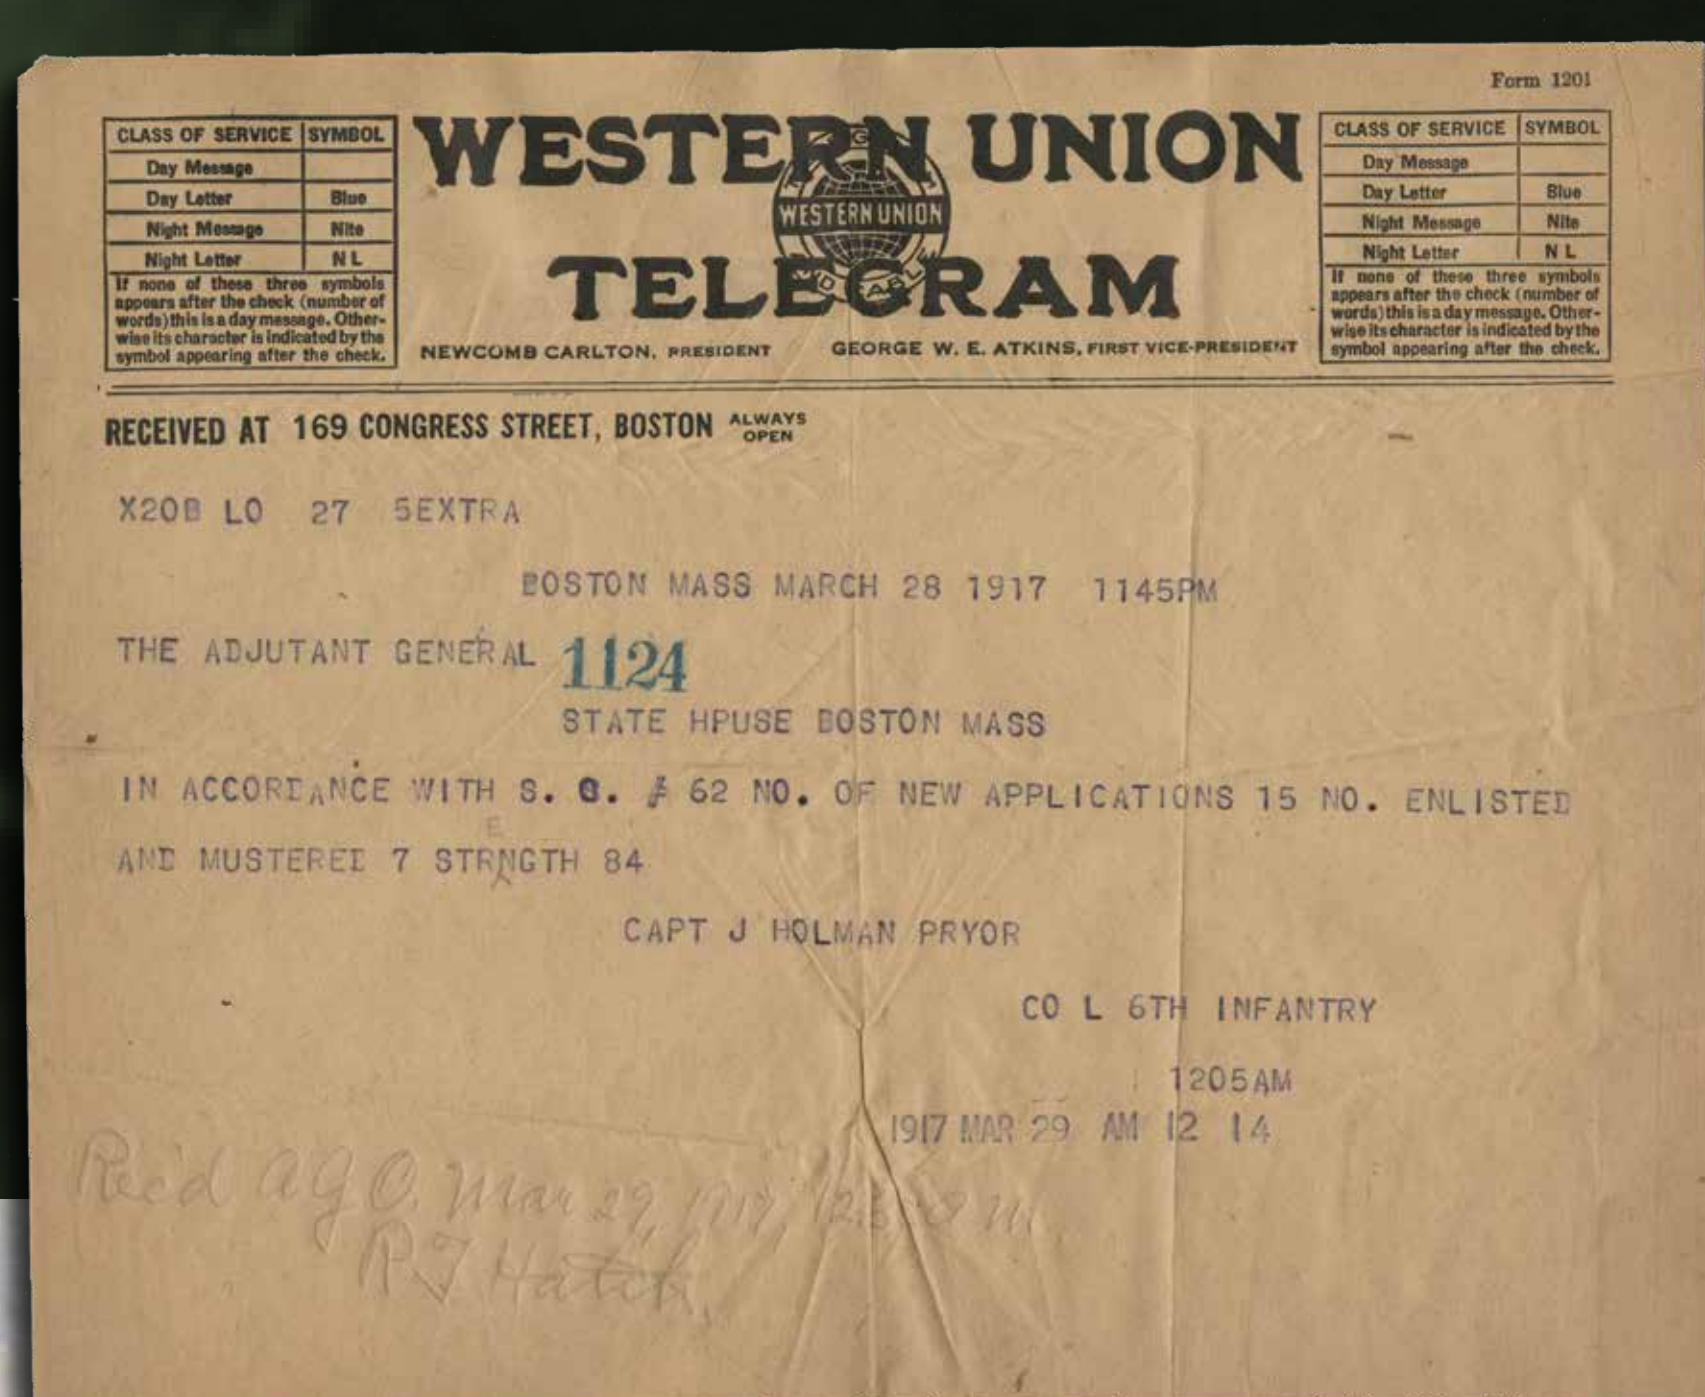 Form 1201
CLASS OF SERVICE SYMBOL
Day Message
Day Letter Blue
Night Message Nite
Night Letter N L
If none of these three symbols
appears after the check (number of
words) this is a day message. Other-
wise its character is indicated by the
symbol appearing after the check.
WESTERN UNION
WESTERN UNION
TELEGRAM
NEWCOMB CARLTON, PRESIDENT GEORGE W. E. ATKINS, FIRST VICE-PRESIDENT
CLASS OF SERVICE SYMBOL
Day Message
Day Letter Blue
Night Message Nite
Night Letter N L
If none of these three symbols
appears after the check (number of
words) this is a day message. Other-
wise its character is indicated by the
symbol appearing after the check.
RECEIVED AT 169 CONGRESS STREET, BOSTON ALWAYS OPEN
X20B LO 27 5EXTRA
BOSTON MASS MARCH 28 1917 1145PM
THE ADJUTANT GENERAL 1124
STATE HPUSE BOSTON MASS
IN ACCORDANCE WITH S. O. # 62 NO. OF NEW APPLICATIONS 15 NO. ENLISTED
AND MUSTERED 7 STRENGTH 84
CAPT J HOLMAN PRYOR
CO L 6TH INFANTRY
1205AM
1917 MAR 29 AM 12 14
Rec'd A G O. Mar 29, 1917,
R J Hatch.